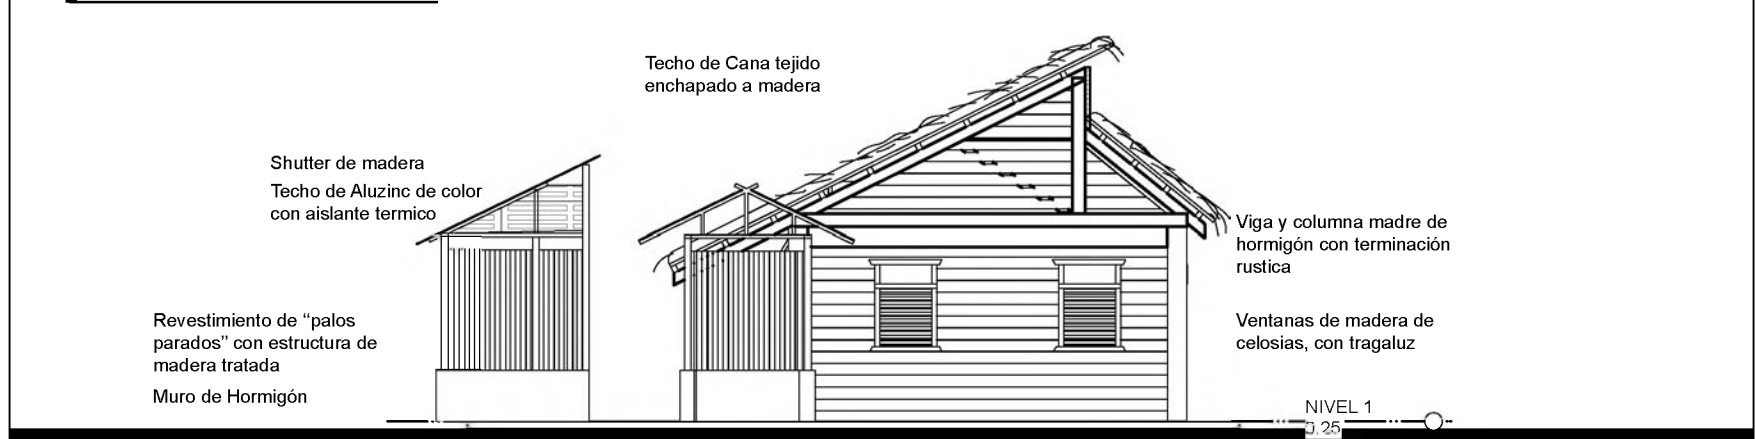 Techo de Cana tejido
enchapado a madera
Shutter de madera
Techo de Aluzinc de color
con aislante termico
Viga y columna madre de
hormigón con terminación
rustica
Revestimiento de “palos
parados” con estructura de
madera tratada
Ventanas de madera de
celosias, con tragaluz
Muro de Hormigón
NIVEL 1
0.25